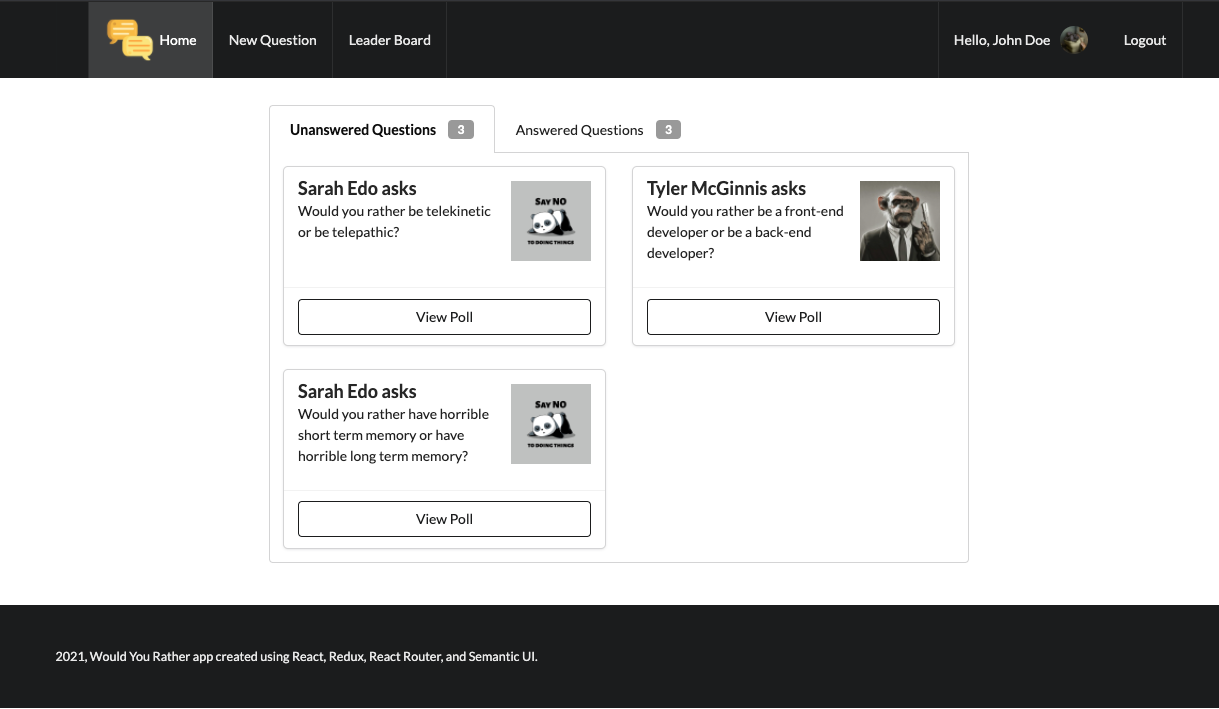 Home New Question Leader Board Hello, John Doe Logout
Unanswered Questions 3 Answered Questions 3
Sarah Edo asks
Would you rather be telekinetic
or be telepathic?
SAY NO
TO DOING THINGS
View Poll
Tyler McGinnis asks
Would you rather be a front-end
developer or be a back-end
developer?
View Poll
Sarah Edo asks
Would you rather have horrible
short term memory or have
horrible long term memory?
SAY NO
TO DOING THINGS
View Poll
2021, Would You Rather app created using React, Redux, React Router, and Semantic UI.